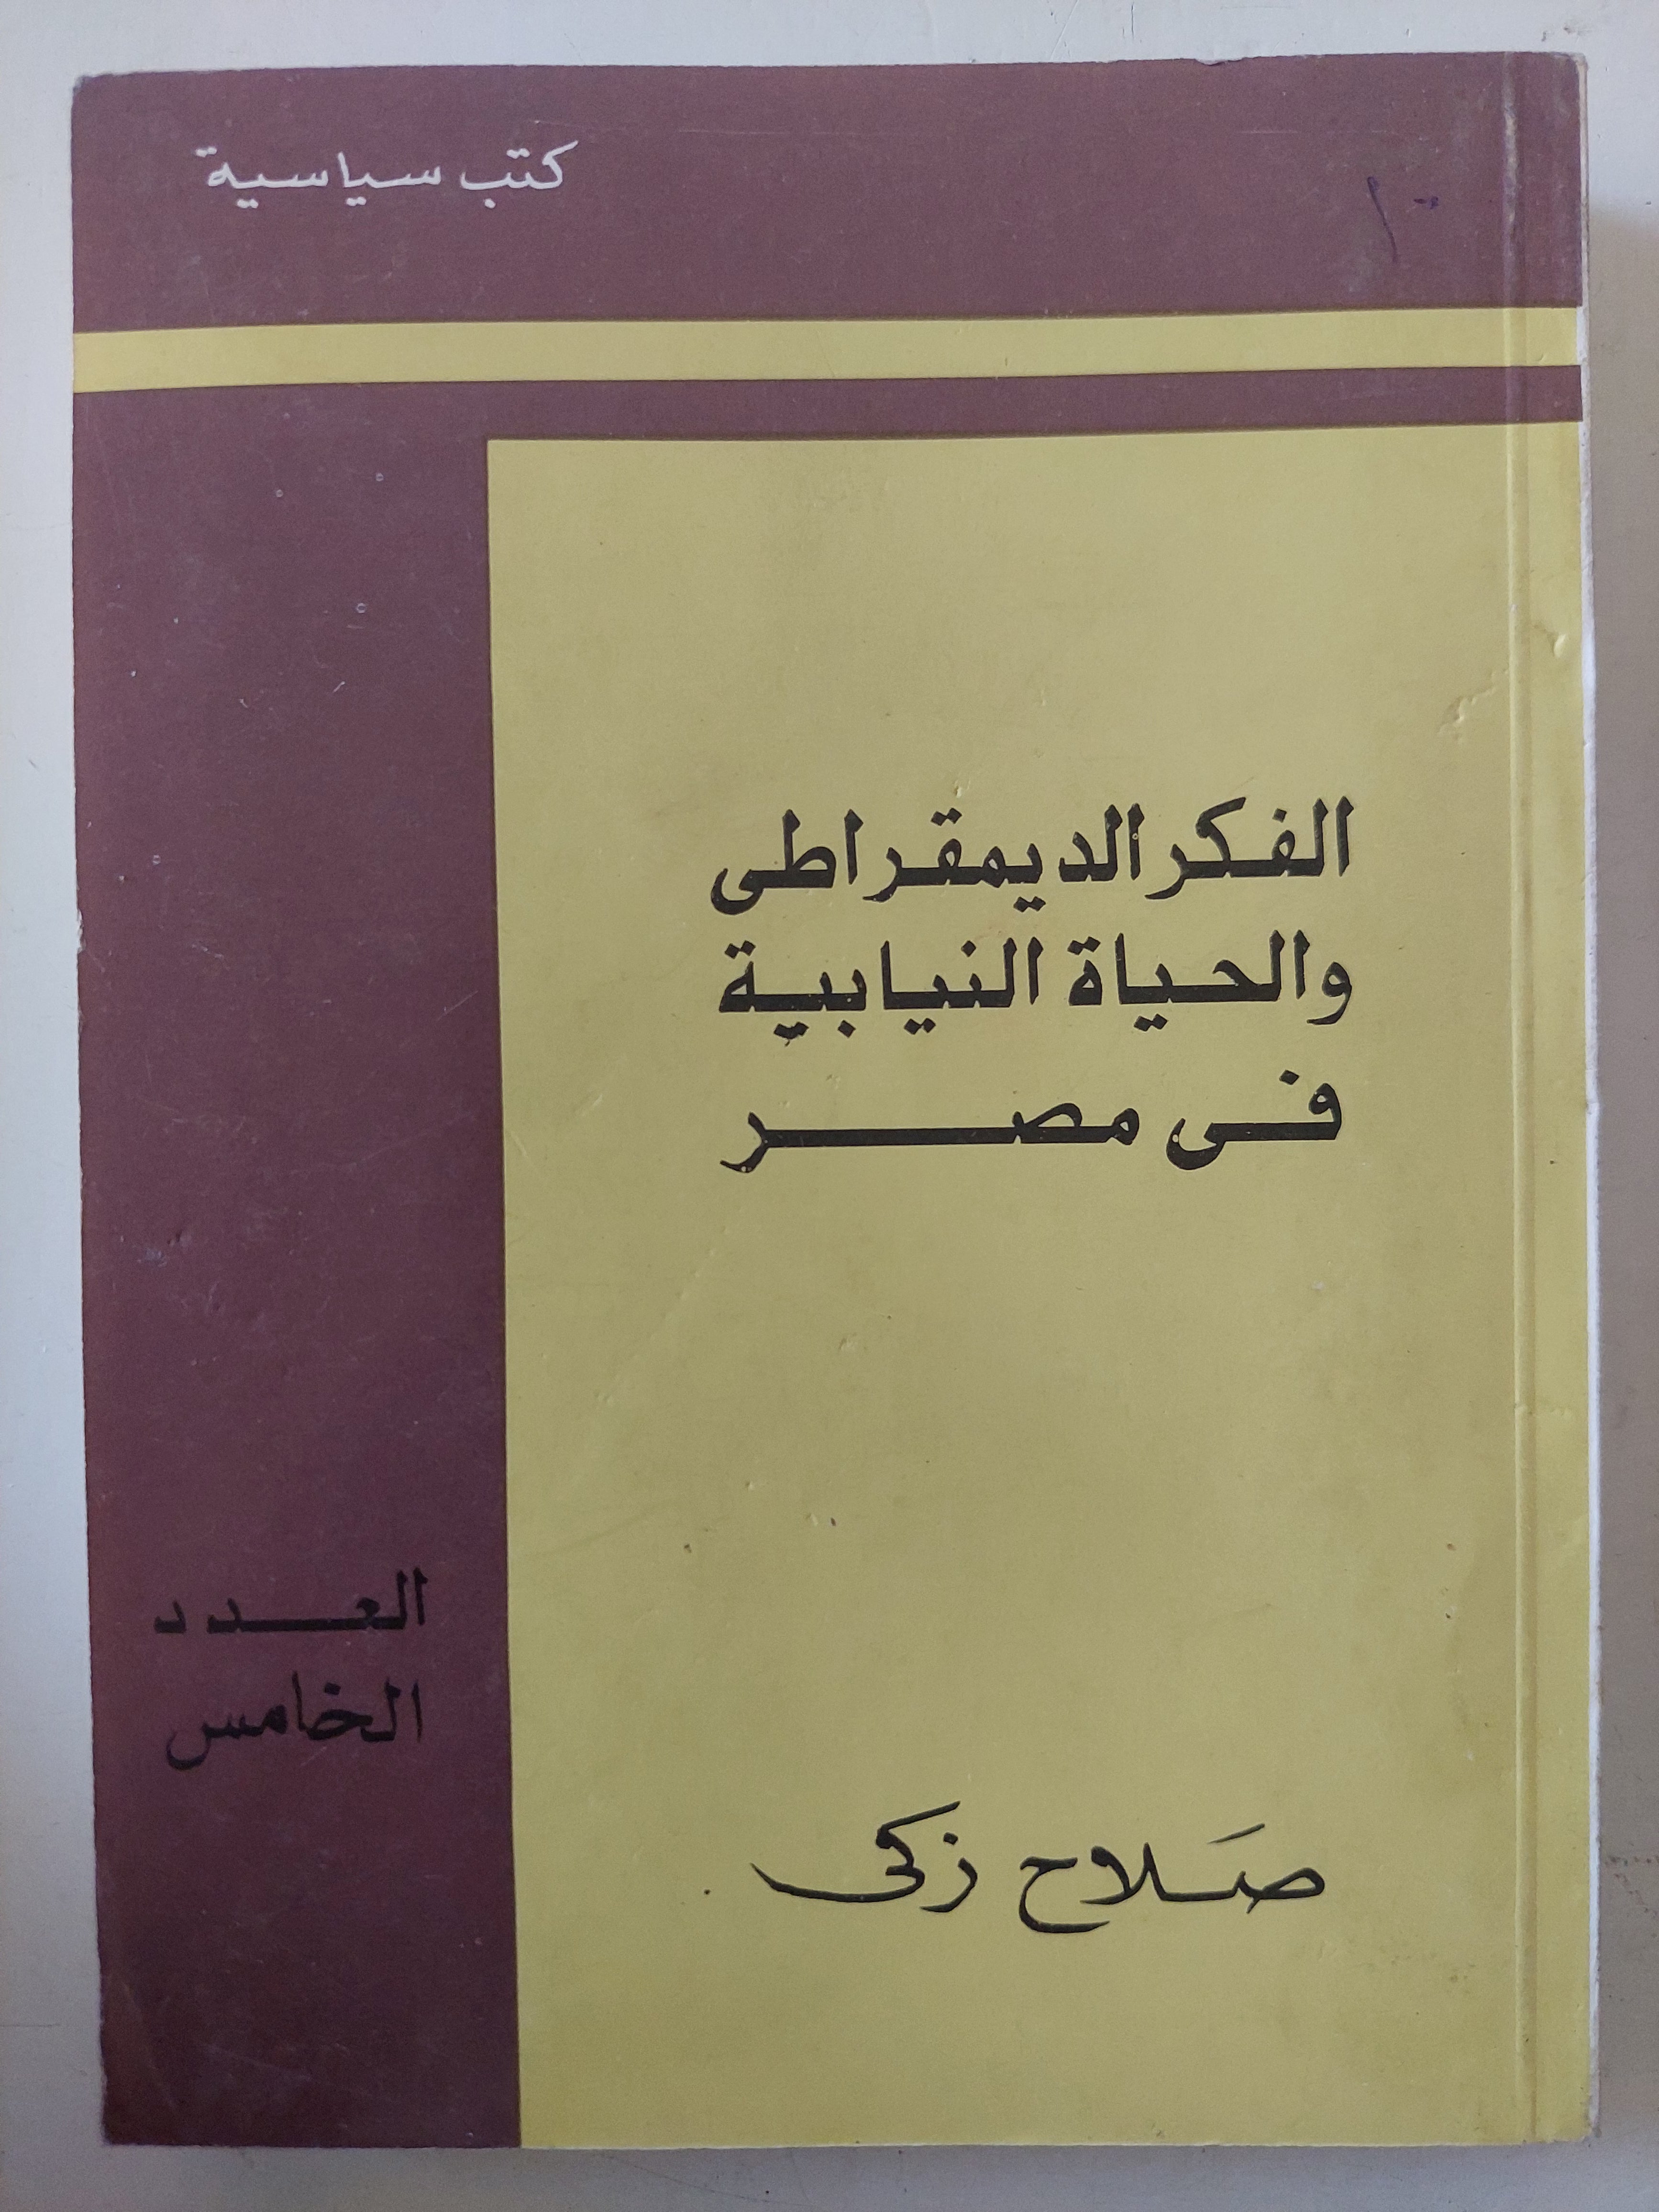 كتب سياسية
الفكر الديمقراطى
والحياة النيابية
فى مصر
العدد
الخامس
صلاح زكى